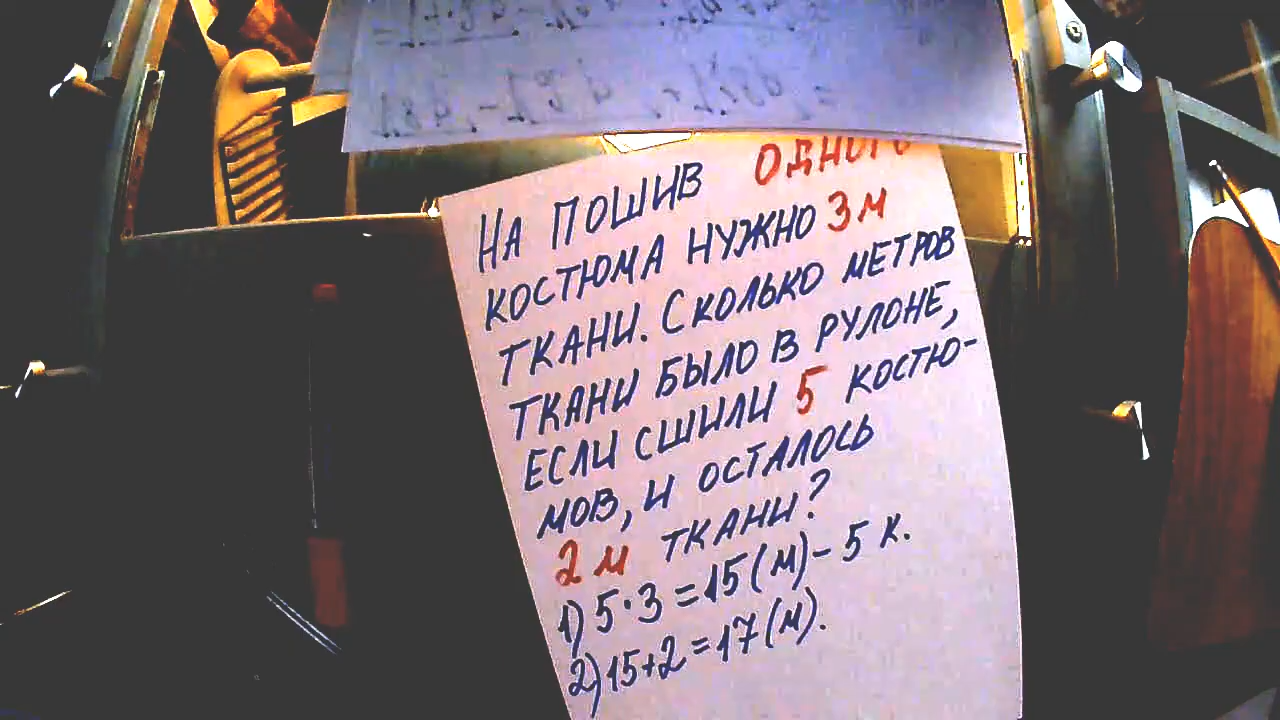 НА ПОШИВ ОДНОГО
КОСТЮМА НУЖНО 3М
ТКАНИ. СКОЛЬКО МЕТРОВ
ТКАНИ БЫЛО В РУЛОНЕ,
ЕСЛИ СШИЛИ 5 КОСТЮ-
МОВ, И ОСТАЛОСЬ
2 М ТКАНИ?
1) 5·3=15(м)- 5 к.
2) 15+2=17(м).